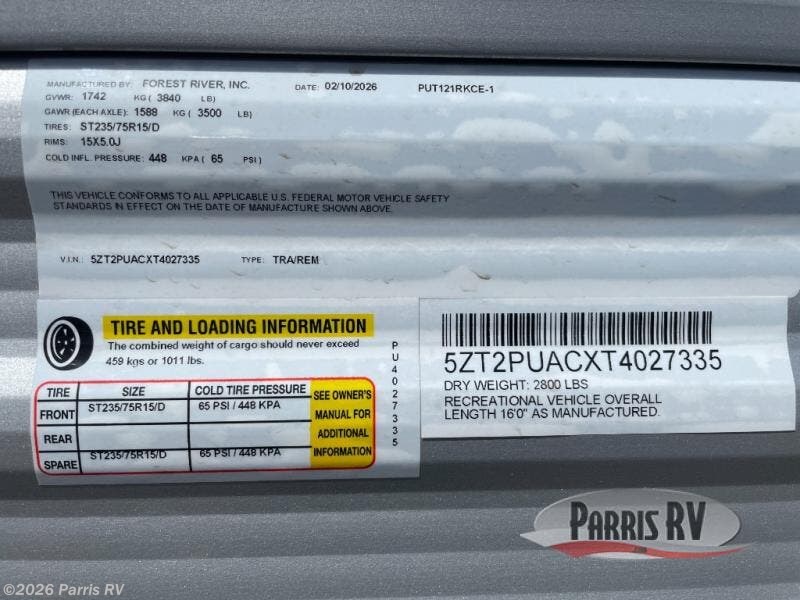 MANUFACTURED BY: FOREST RIVER, INC. DATE: 02/10/2026 PUT121RKCE-1
GVWR: 1742 KG ( 3840 LB)
GAWR (EACH AXLE): 1588 KG ( 3500 LB)
TIRES: ST235/75R15/D
RIMS: 15X5.0J
COLD INFL. PRESSURE: 448 KPA ( 65 PSI )
THIS VEHICLE CONFORMS TO ALL APPLICABLE U.S. FEDERAL MOTOR VEHICLE SAFETY
STANDARDS IN EFFECT ON THE DATE OF MANUFACTURE SHOWN ABOVE.
V.I.N.: 5ZT2PUACXT4027335 TYPE: TRA/REM
TIRE AND LOADING INFORMATION
The combined weight of cargo should never exceed
459 kgs or 1011 lbs.
TIRE SIZE COLD TIRE PRESSURE
FRONT ST235/75R15/D 65 PSI / 448 KPA
REAR
SPARE ST235/75R15/D 65 PSI / 448 KPA
SEE OWNER'S
MANUAL FOR
ADDITIONAL
INFORMATION
PU4027335
5ZT2PUACXT4027335
DRY WEIGHT: 2800 LBS
RECREATIONAL VEHICLE OVERALL
LENGTH 16'0" AS MANUFACTURED.
PARRIS RV
©2026 Parris RV